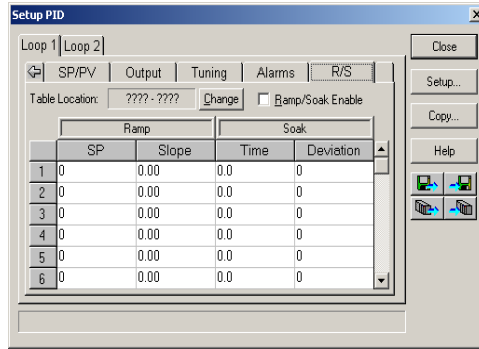 Setup PID
Loop 1 Loop 2 Close
SP/PV Output Tuning Alarms R/S
Setup...
Table Location: ???? - ???? Change Ramp/Soak Enable
Copy...
Ramp Soak
Help
SP Slope Time Deviation
1 0 0.00 0.0 0
2 0 0.00 0.0 0
3 0 0.00 0.0 0
4 0 0.00 0.0 0
5 0 0.00 0.0 0
6 0 0.00 0.0 0